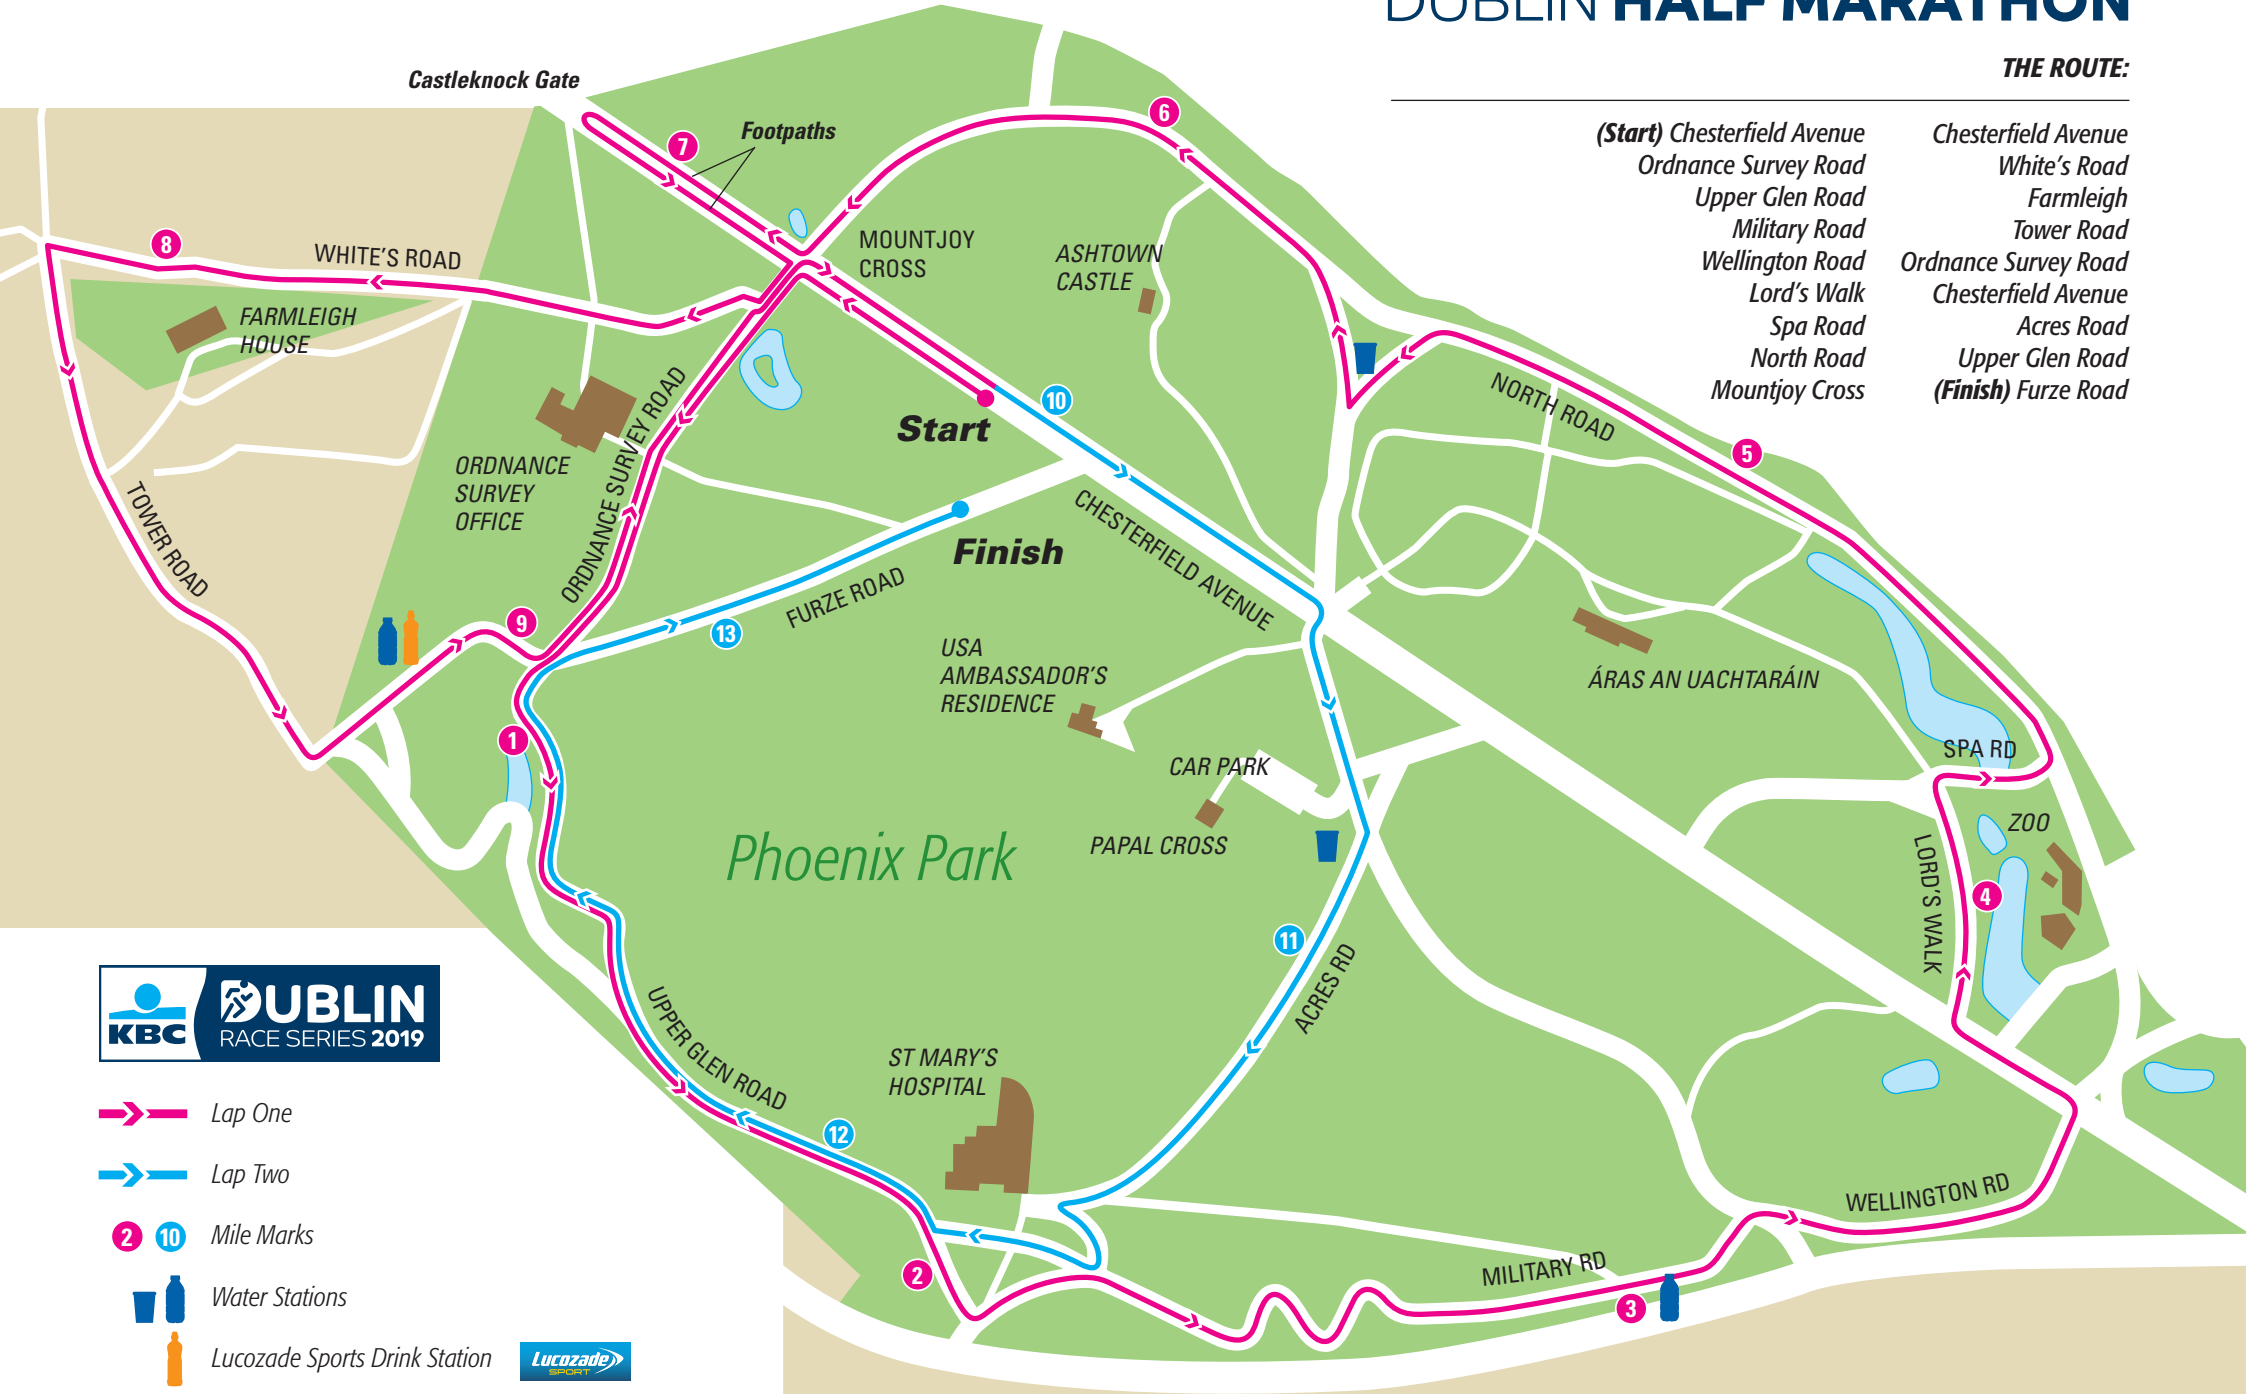 DUBLIN HALF MARATHON
THE ROUTE:
(Start) Chesterfield Avenue
Ordnance Survey Road
Upper Glen Road
Military Road
Wellington Road
Lord's Walk
Spa Road
North Road
Mountjoy Cross
Chesterfield Avenue
White's Road
Farmleigh
Tower Road
Ordnance Survey Road
Chesterfield Avenue
Acres Road
Upper Glen Road
(Finish) Furze Road
Castleknock Gate
Footpaths
7
6
8
WHITE'S ROAD
MOUNTJOY
CROSS
ASHTOWN
CASTLE
FARMLEIGH
HOUSE
Start
10
NORTH ROAD
5
ORDNANCE
SURVEY
OFFICE
ORDNANCE SURVEY ROAD
TOWER ROAD
Finish
CHESTERFIELD AVENUE
FURZE ROAD
9
13
USA
AMBASSADOR'S
RESIDENCE
ÁRAS AN UACHTARÁIN
1
SPA RD
CAR PARK
PAPAL CROSS
ZOO
Phoenix Park
LORD'S WALK
4
11
ACRES RD
UPPER GLEN ROAD
ST MARY'S
HOSPITAL
12
WELLINGTON RD
2
MILITARY RD
3
KBC
DUBLIN
RACE SERIES 2019
Lap One
Lap Two
2 10 Mile Marks
Water Stations
Lucozade Sports Drink Station
Lucozade
SPORT